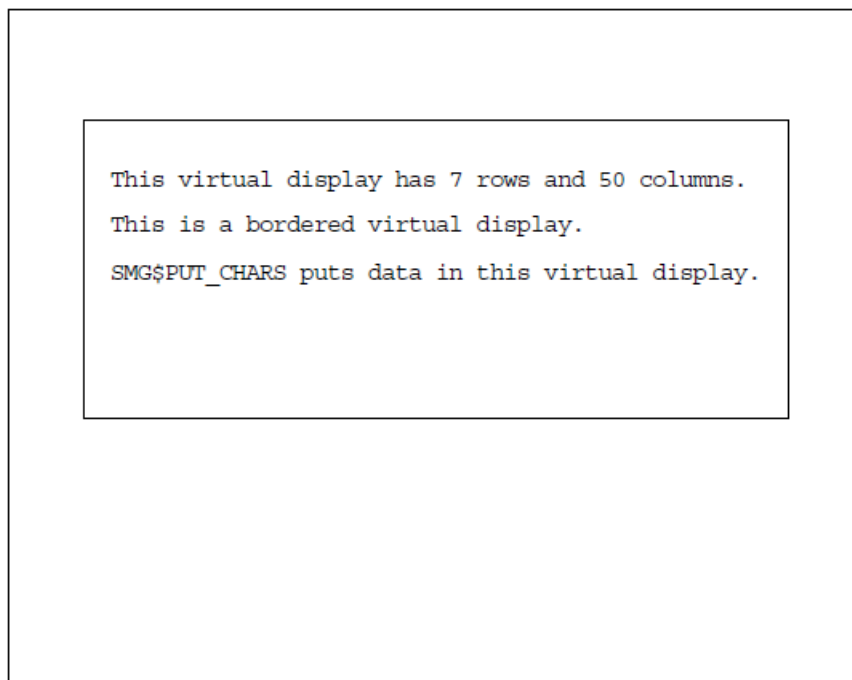 This virtual display has 7 rows and 50 columns.
This is a bordered virtual display.
SMG$PUT_CHARS puts data in this virtual display.